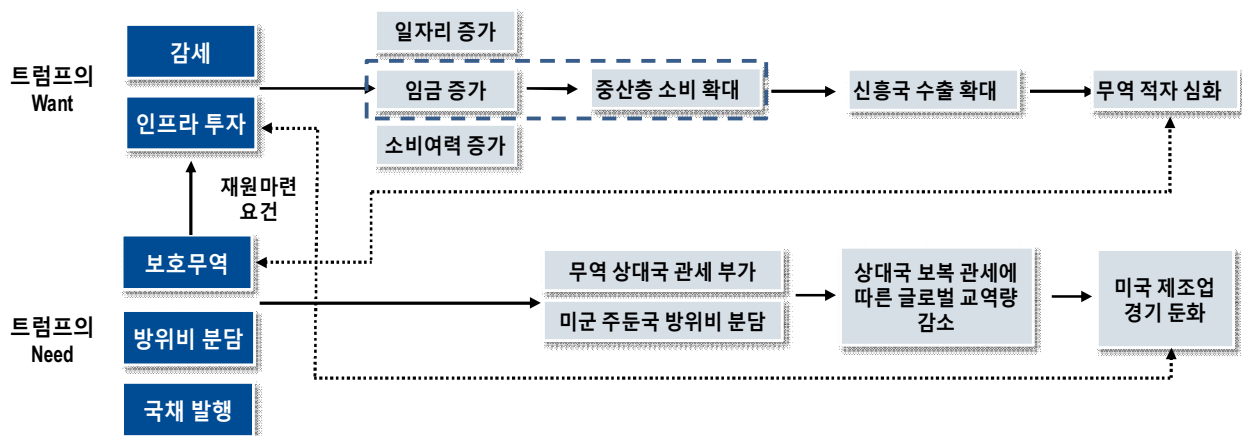 감세
일자리 증가
트럼프의
Want
임금 증가
중산층 소비 확대
신흥국 수출 확대
무역 적자 심화
인프라 투자
소비여력 증가
재원마련
요건
보호무역
무역 상대국 관세 부가
상대국 보복 관세에
따른 글로벌 교역량
감소
미국 제조업
경기 둔화
트럼프의
Need
방위비 분담
미군 주둔국 방위비 분담
국채 발행